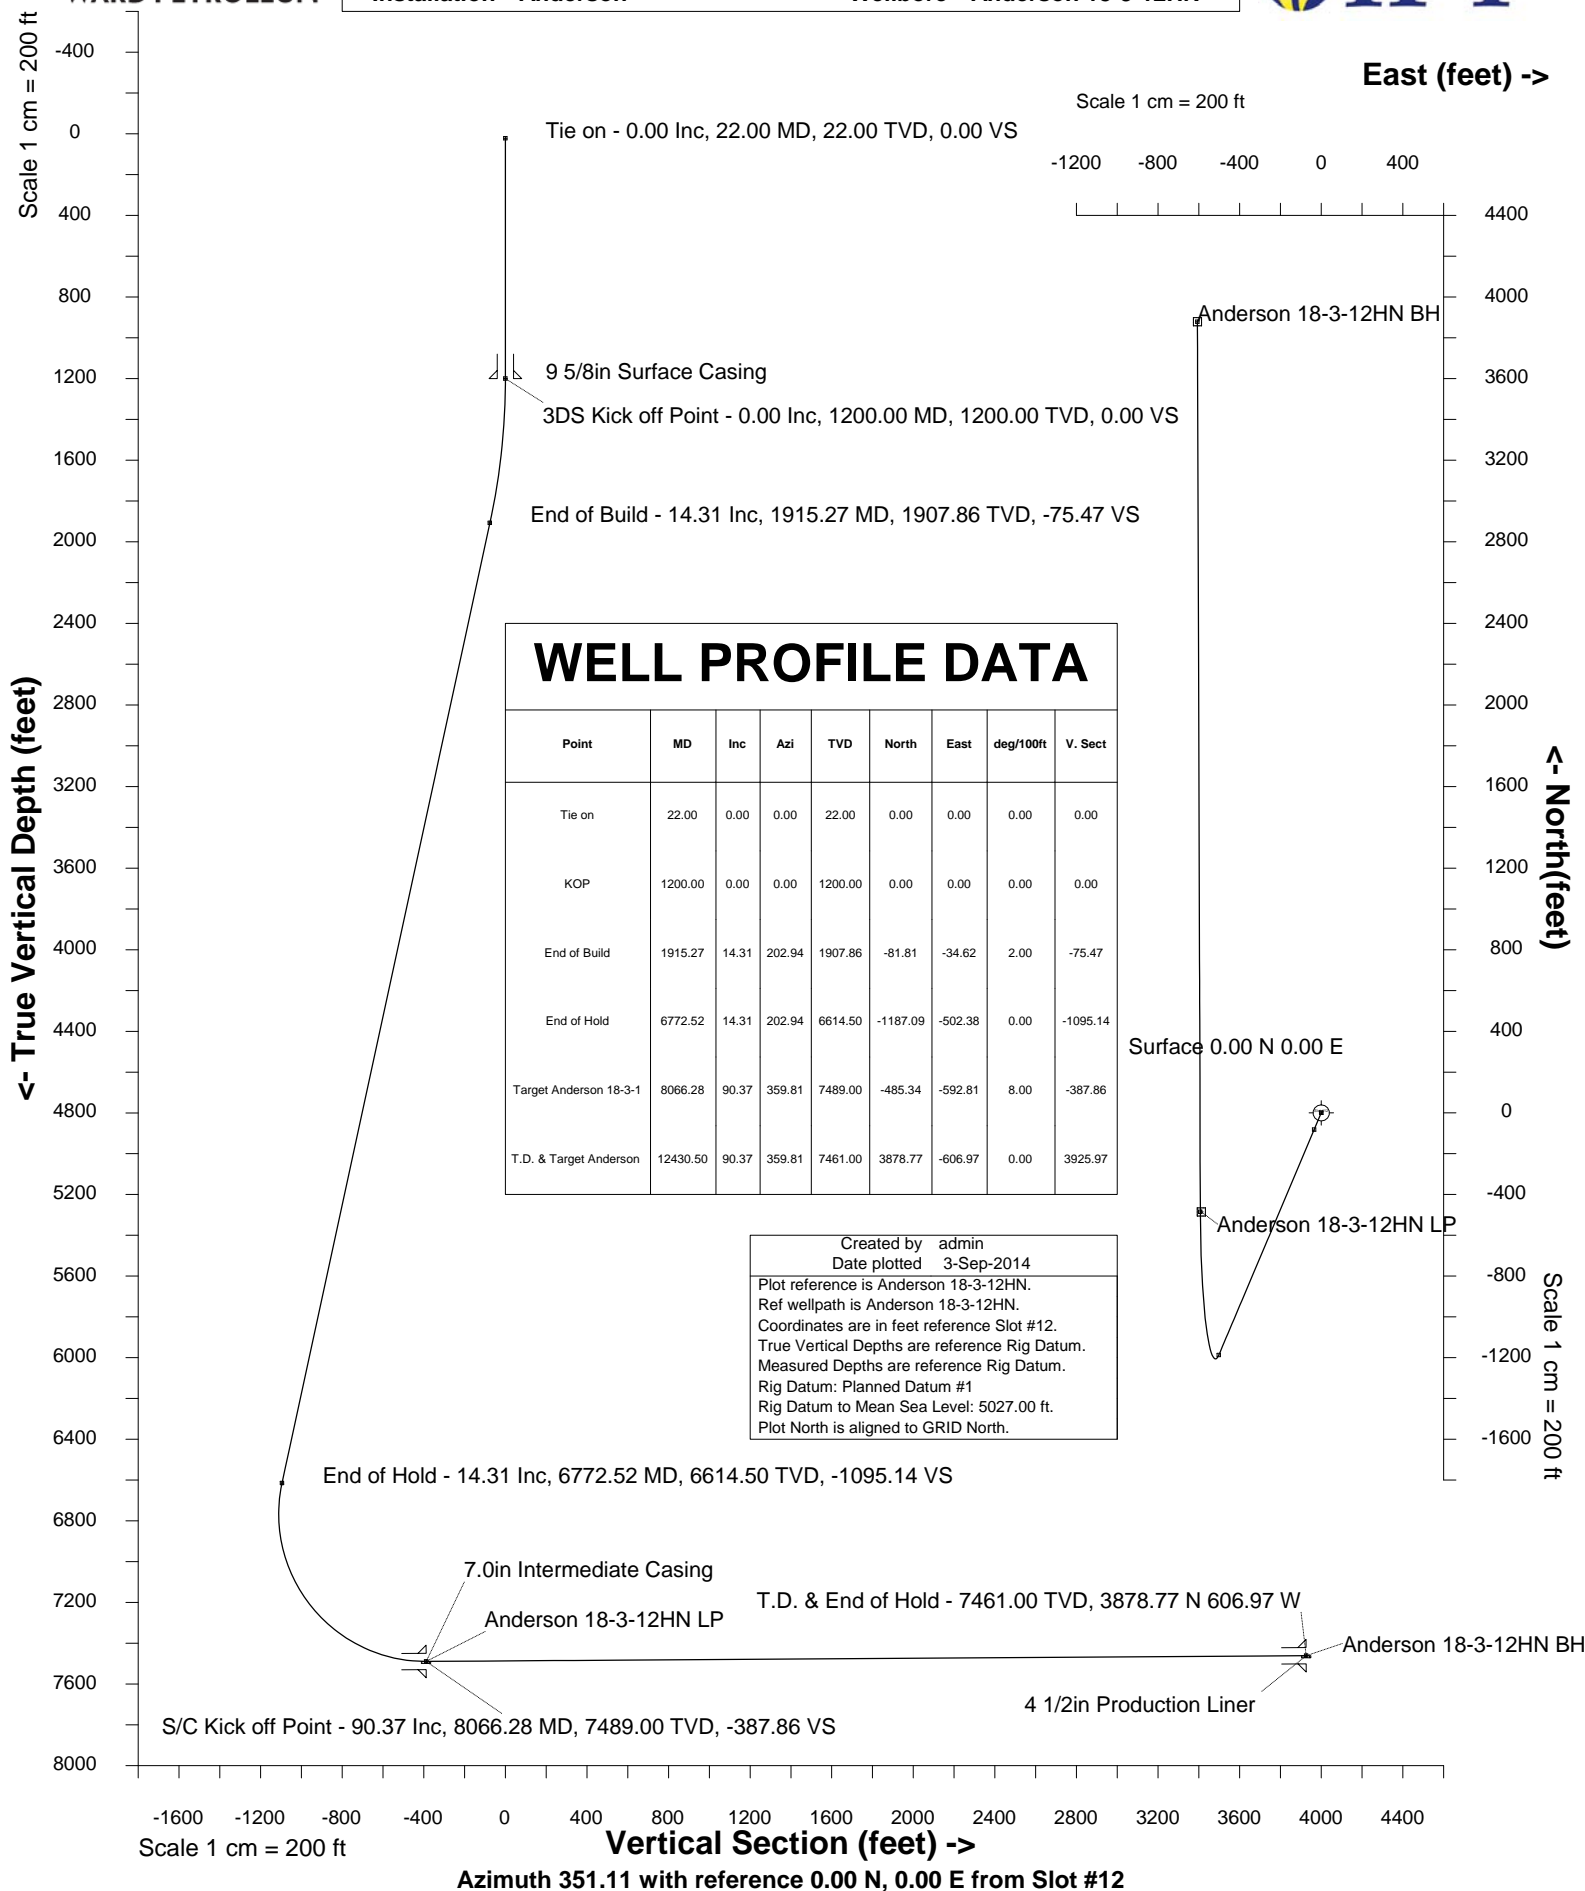 Scale 1 cm = 200 ft
East (feet) ->
Scale 1 cm = 200 ft
-1200 -800 -400 0 400
-400
0
400
800
1200
1600
2000
2400
2800
3200
3600
4000
4400
4800
5200
5600
6000
6400
6800
7200
7600
8000
<- True Vertical Depth (feet)
Tie on - 0.00 Inc, 22.00 MD, 22.00 TVD, 0.00 VS
9 5/8in Surface Casing
3DS Kick off Point - 0.00 Inc, 1200.00 MD, 1200.00 TVD, 0.00 VS
End of Build - 14.31 Inc, 1915.27 MD, 1907.86 TVD, -75.47 VS
WELL PROFILE DATA
Point MD Inc Azi TVD North East deg/100ft V. Sect
Tie on 22.00 0.00 0.00 22.00 0.00 0.00 0.00 0.00
KOP 1200.00 0.00 0.00 1200.00 0.00 0.00 0.00 0.00
End of Build 1915.27 14.31 202.94 1907.86 -81.81 -34.62 2.00 -75.47
End of Hold 6772.52 14.31 202.94 6614.50 -1187.09 -502.38 0.00 -1095.14
Target Anderson 18-3-1 8066.28 90.37 359.81 7489.00 -485.34 -592.81 8.00 -387.86
T.D. & Target Anderson 12430.50 90.37 359.81 7461.00 3878.77 -606.97 0.00 3925.97
Created by admin
Date plotted 3-Sep-2014
Plot reference is Anderson 18-3-12HN.
Ref wellpath is Anderson 18-3-12HN.
Coordinates are in feet reference Slot #12.
True Vertical Depths are reference Rig Datum.
Measured Depths are reference Rig Datum.
Rig Datum: Planned Datum #1
Rig Datum to Mean Sea Level: 5027.00 ft.
Plot North is aligned to GRID North.
Anderson 18-3-12HN BH
Surface 0.00 N 0.00 E
Anderson 18-3-12HN LP
4400
4000
3600
3200
2800
2400
2000
1600
1200
800
400
0
-400
-800
-1200
-1600
<- North(feet)
Scale 1 cm = 200 ft
End of Hold - 14.31 Inc, 6772.52 MD, 6614.50 TVD, -1095.14 VS
7.0in Intermediate Casing
Anderson 18-3-12HN LP
T.D. & End of Hold - 7461.00 TVD, 3878.77 N 606.97 W
Anderson 18-3-12HN BH
4 1/2in Production Liner
S/C Kick off Point - 90.37 Inc, 8066.28 MD, 7489.00 TVD, -387.86 VS
-1600 -1200 -800 -400 0 400 800 1200 1600 2000 2400 2800 3200 3600 4000 4400
Scale 1 cm = 200 ft
Vertical Section (feet) ->
Azimuth 351.11 with reference 0.00 N, 0.00 E from Slot #12